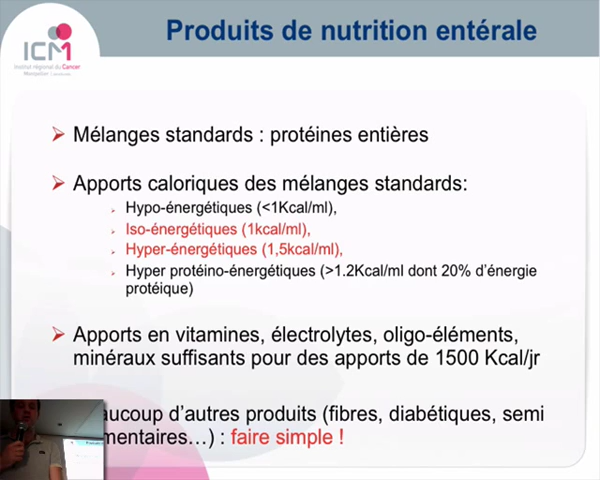 Produits de nutrition entérale
ICM
Institut régional du Cancer
Montpellier
➤ Mélanges standards : protéines entières
➤ Apports caloriques des mélanges standards:
➤ Hypo-énergétiques (<1Kcal/ml),
➤ Iso-énergétiques (1kcal/ml),
➤ Hyper-énergétiques (1,5kcal/ml),
➤ Hyper protéino-énergétiques (>1.2Kcal/ml dont 20% d'énergie
protéique)
➤ Apports en vitamines, électrolytes, oligo-éléments,
minéraux suffisants pour des apports de 1500 Kcal/jr
aucoup d'autres produits (fibres, diabétiques, semi
mentaires…) : faire simple !